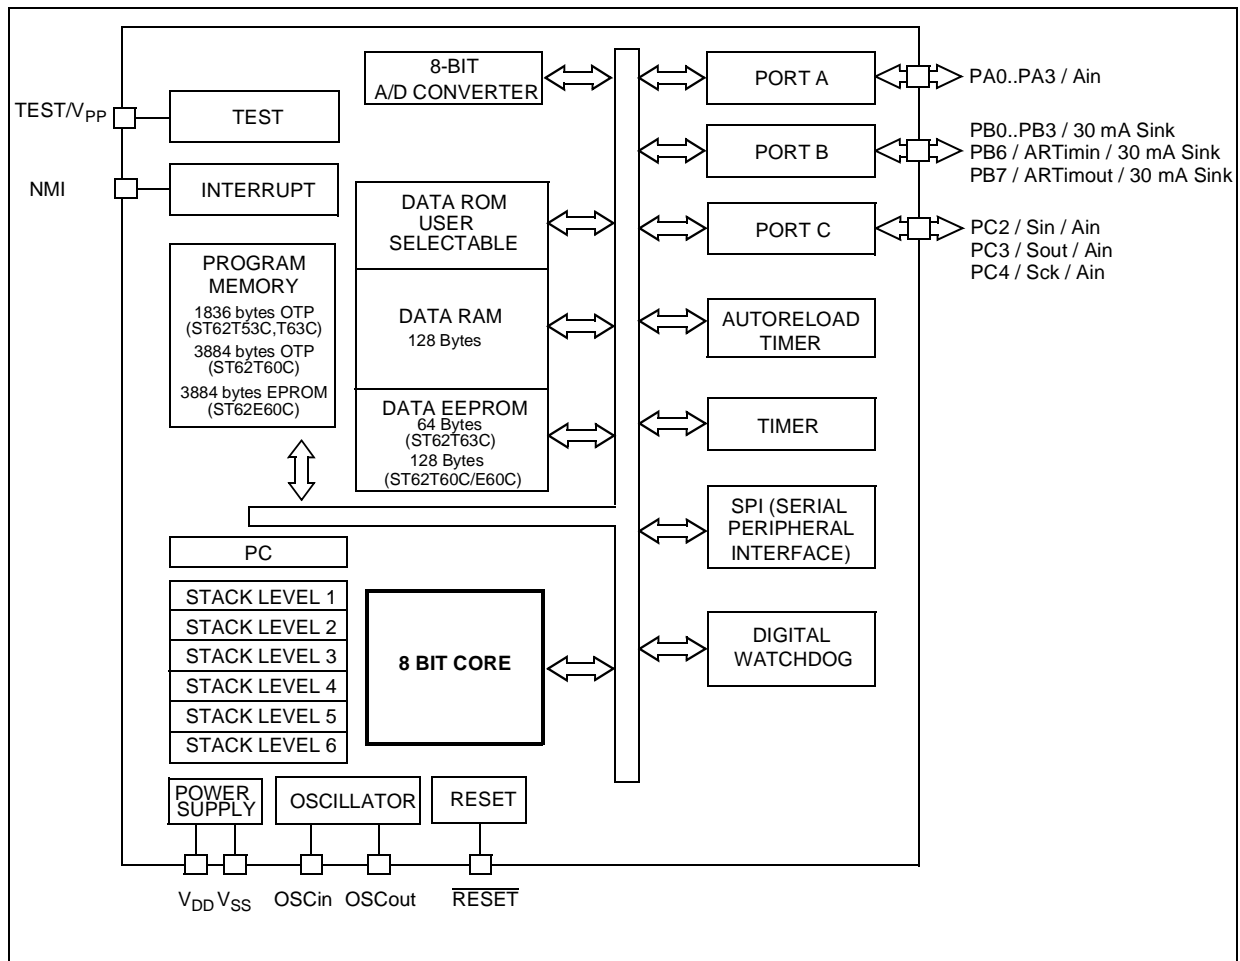 8-BIT
A/D CONVERTER
PORT A
PA0..PA3 / Ain
TEST/VPP
TEST
PORT B
PB0..PB3 / 30 mA Sink
PB6 / ARTimin / 30 mA Sink
PB7 / ARTimout / 30 mA Sink
NMI
INTERRUPT
DATA ROM
USER
SELECTABLE
PORT C
PC2 / Sin / Ain
PC3 / Sout / Ain
PC4 / Sck / Ain
PROGRAM
MEMORY
1836 bytes OTP
(ST62T53C,T63C)
3884 bytes OTP
(ST62T60C)
3884 bytes EPROM
(ST62E60C)
DATA RAM
128 Bytes
AUTORELOAD
TIMER
DATA EEPROM
64 Bytes
(ST62T63C)
128 Bytes
(ST62T60C/E60C)
TIMER
SPI (SERIAL
PERIPHERAL
INTERFACE)
PC
STACK LEVEL 1
STACK LEVEL 2
STACK LEVEL 3
STACK LEVEL 4
STACK LEVEL 5
STACK LEVEL 6
8 BIT CORE
DIGITAL
WATCHDOG
POWER
SUPPLY
OSCILLATOR
RESET
VDD VSS
OSCin OSCout
RESET